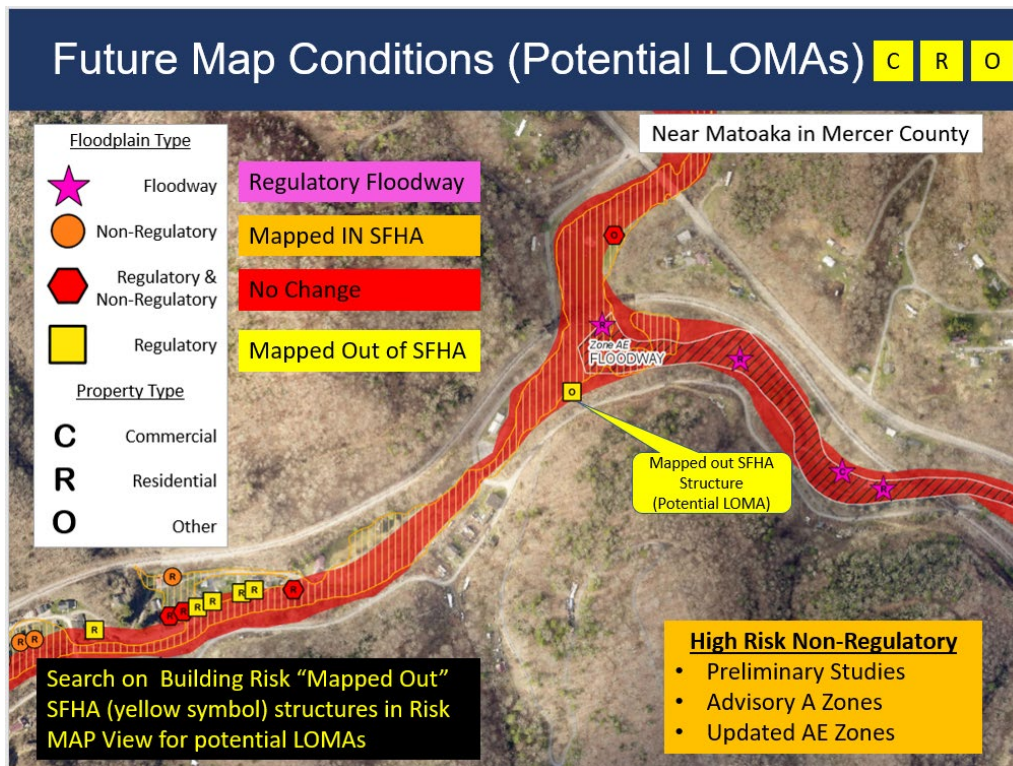 Future Map Conditions (Potential LOMAs) C R O
Near Matoaka in Mercer County
Floodplain Type
Floodway
Regulatory Floodway
Non-Regulatory
Mapped IN SFHA
Regulatory &
Non-Regulatory
No Change
Regulatory
Mapped Out of SFHA
Property Type
C Commercial
R Residential
O Other
O
R
Zone AE
FLOODWAY
R
O
Mapped out SFHA
Structure
(Potential LOMA)
R
R R
R
R R R R
R
R R
Search on Building Risk “Mapped Out”
SFHA (yellow symbol) structures in Risk
MAP View for potential LOMAs
High Risk Non-Regulatory
• Preliminary Studies
• Advisory A Zones
• Updated AE Zones